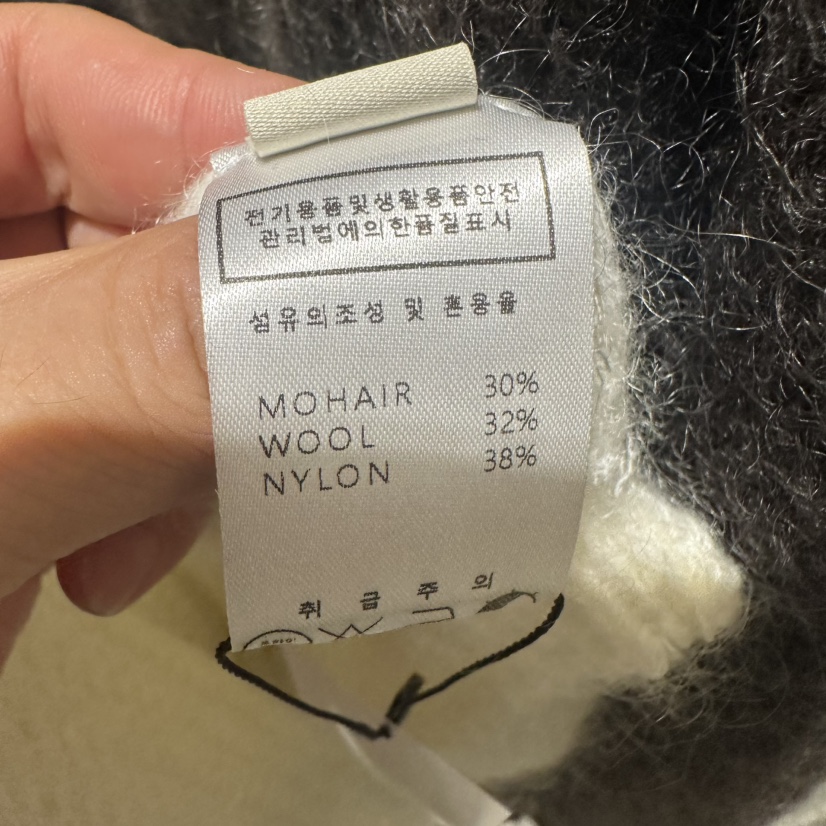 전기용품및생활용품안전
관리법에의한품질표시
섬유의조성 및 혼용율
MOHAIR 30%
WOOL 32%
NYLON 38%
취급주의